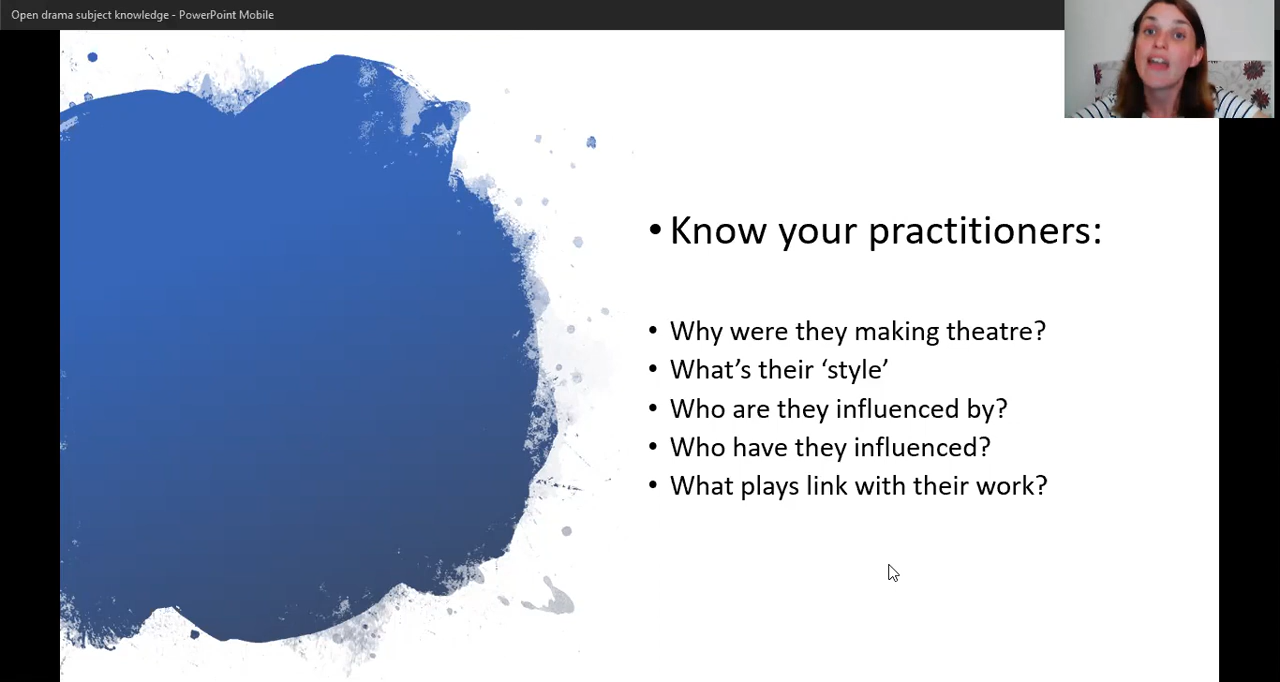 Open drama subject knowledge - PowerPoint Mobile
• Know your practitioners:
• Why were they making theatre?
• What’s their ‘style’
• Who are they influenced by?
• Who have they influenced?
• What plays link with their work?